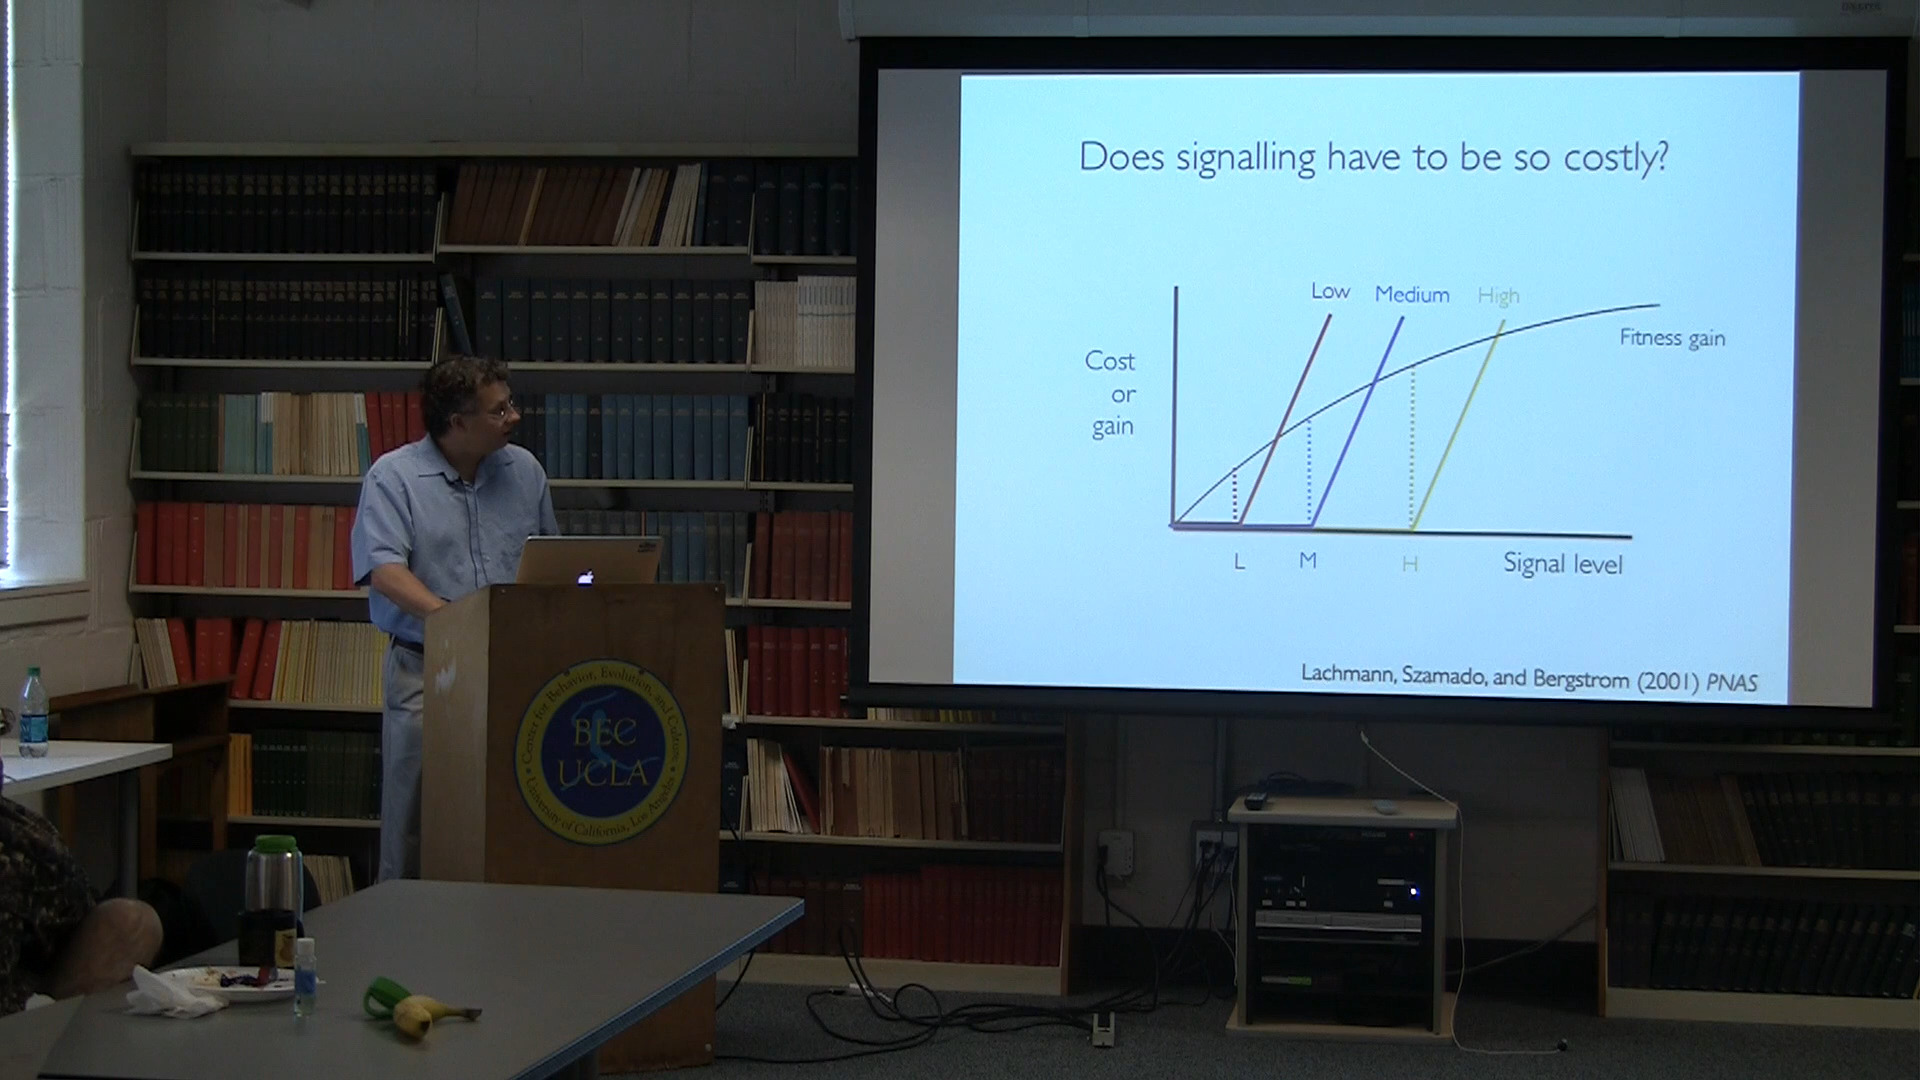 Does signalling have to be so costly?
Low Medium High
Fitness gain
Cost
or
gain
L M H Signal level
Lachmann, Szamado, and Bergstrom (2001) PNAS
Center for Behavior, Evolution, and Culture
BEC
UCLA
University of California, Los Angeles